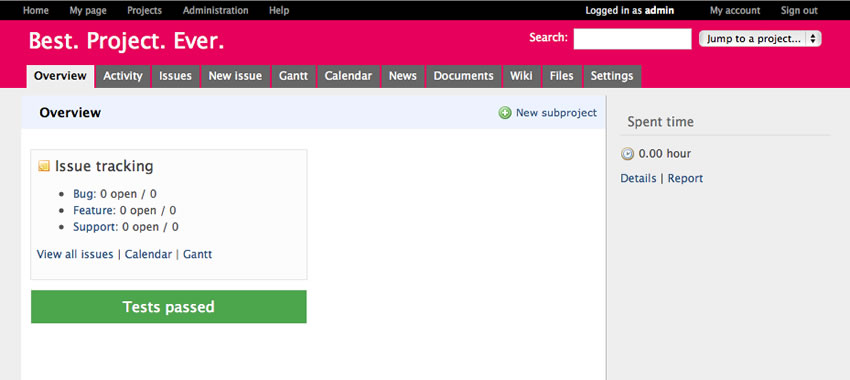 Home My page Projects Administration Help Logged in as admin My account Sign out
Best. Project. Ever. Search: Jump to a project...
Overview Activity Issues New issue Gantt Calendar News Documents Wiki Files Settings
Overview New subproject
Issue tracking
Bug: 0 open / 0
Feature: 0 open / 0
Support: 0 open / 0
View all issues | Calendar | Gantt
Tests passed
Spent time
0.00 hour
Details | Report